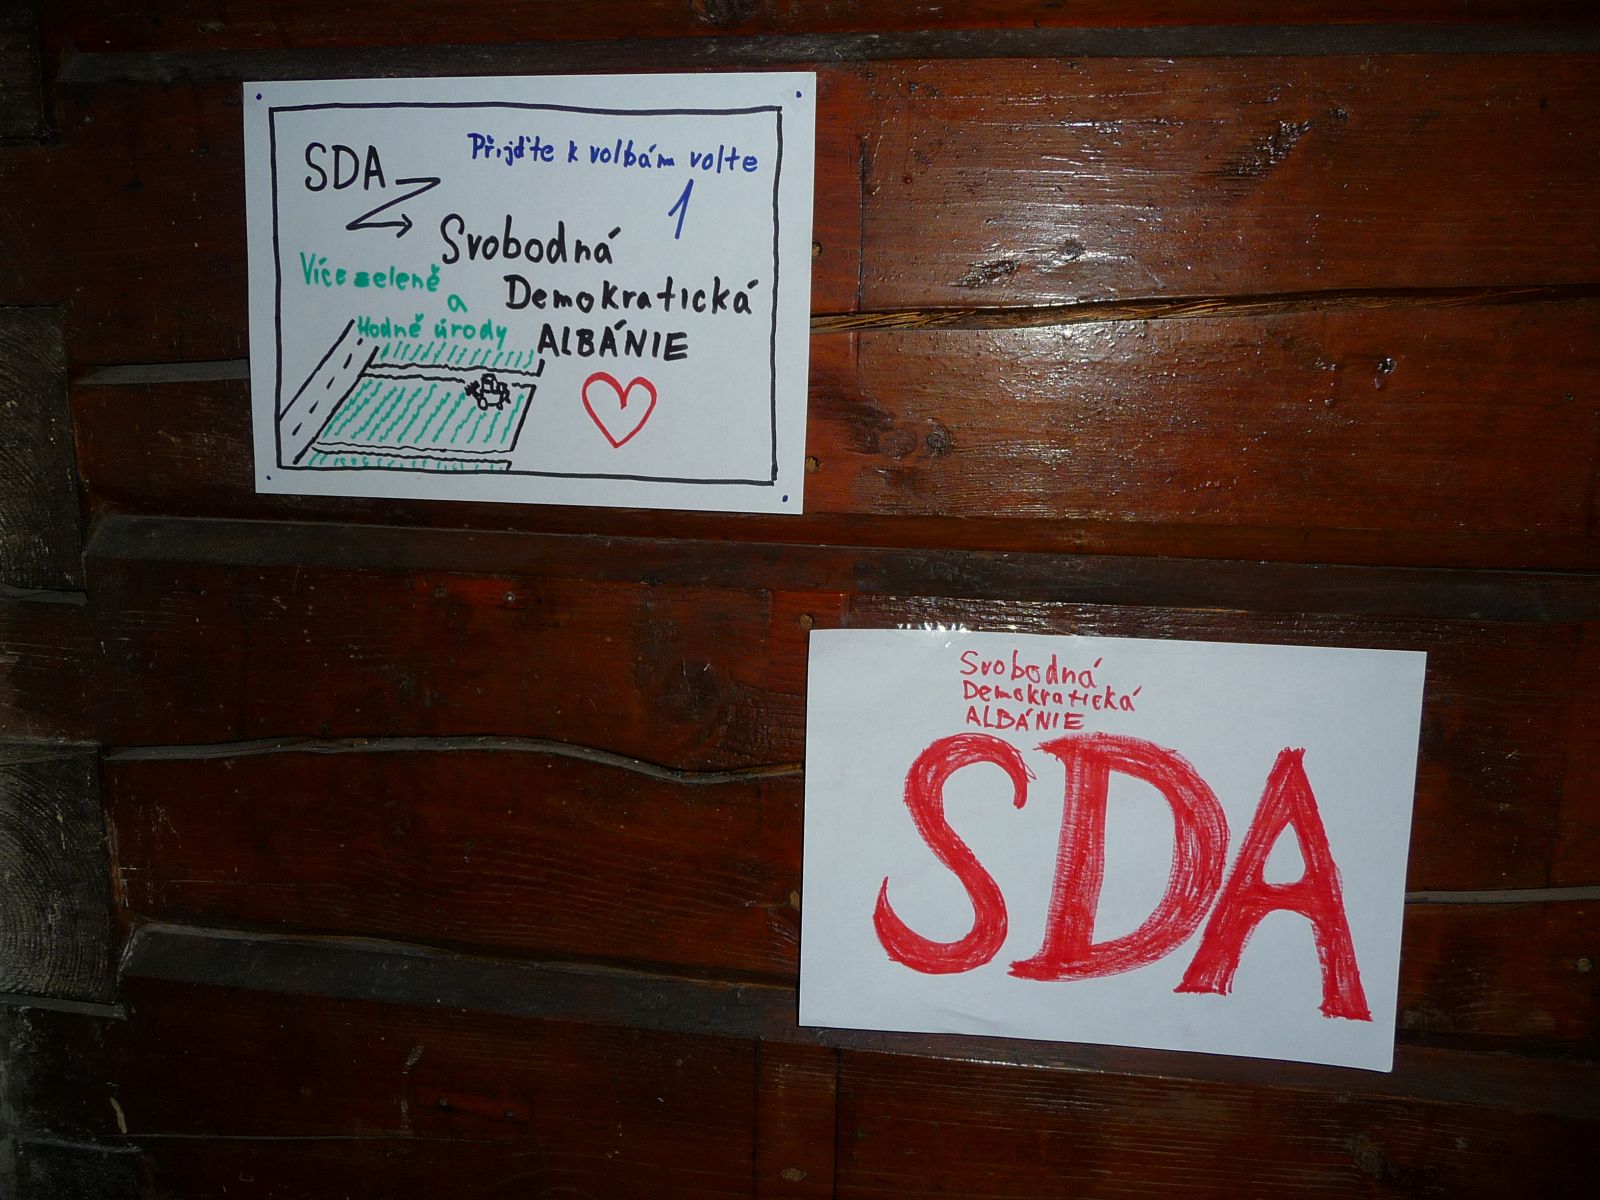 SDA
Přijďte k volbám volte
1
Svobodná
Demokratická
ALBÁNIE
Více zeleně
a
Hodně úrody
Svobodná
Demokratická
ALBÁNIE
SDA